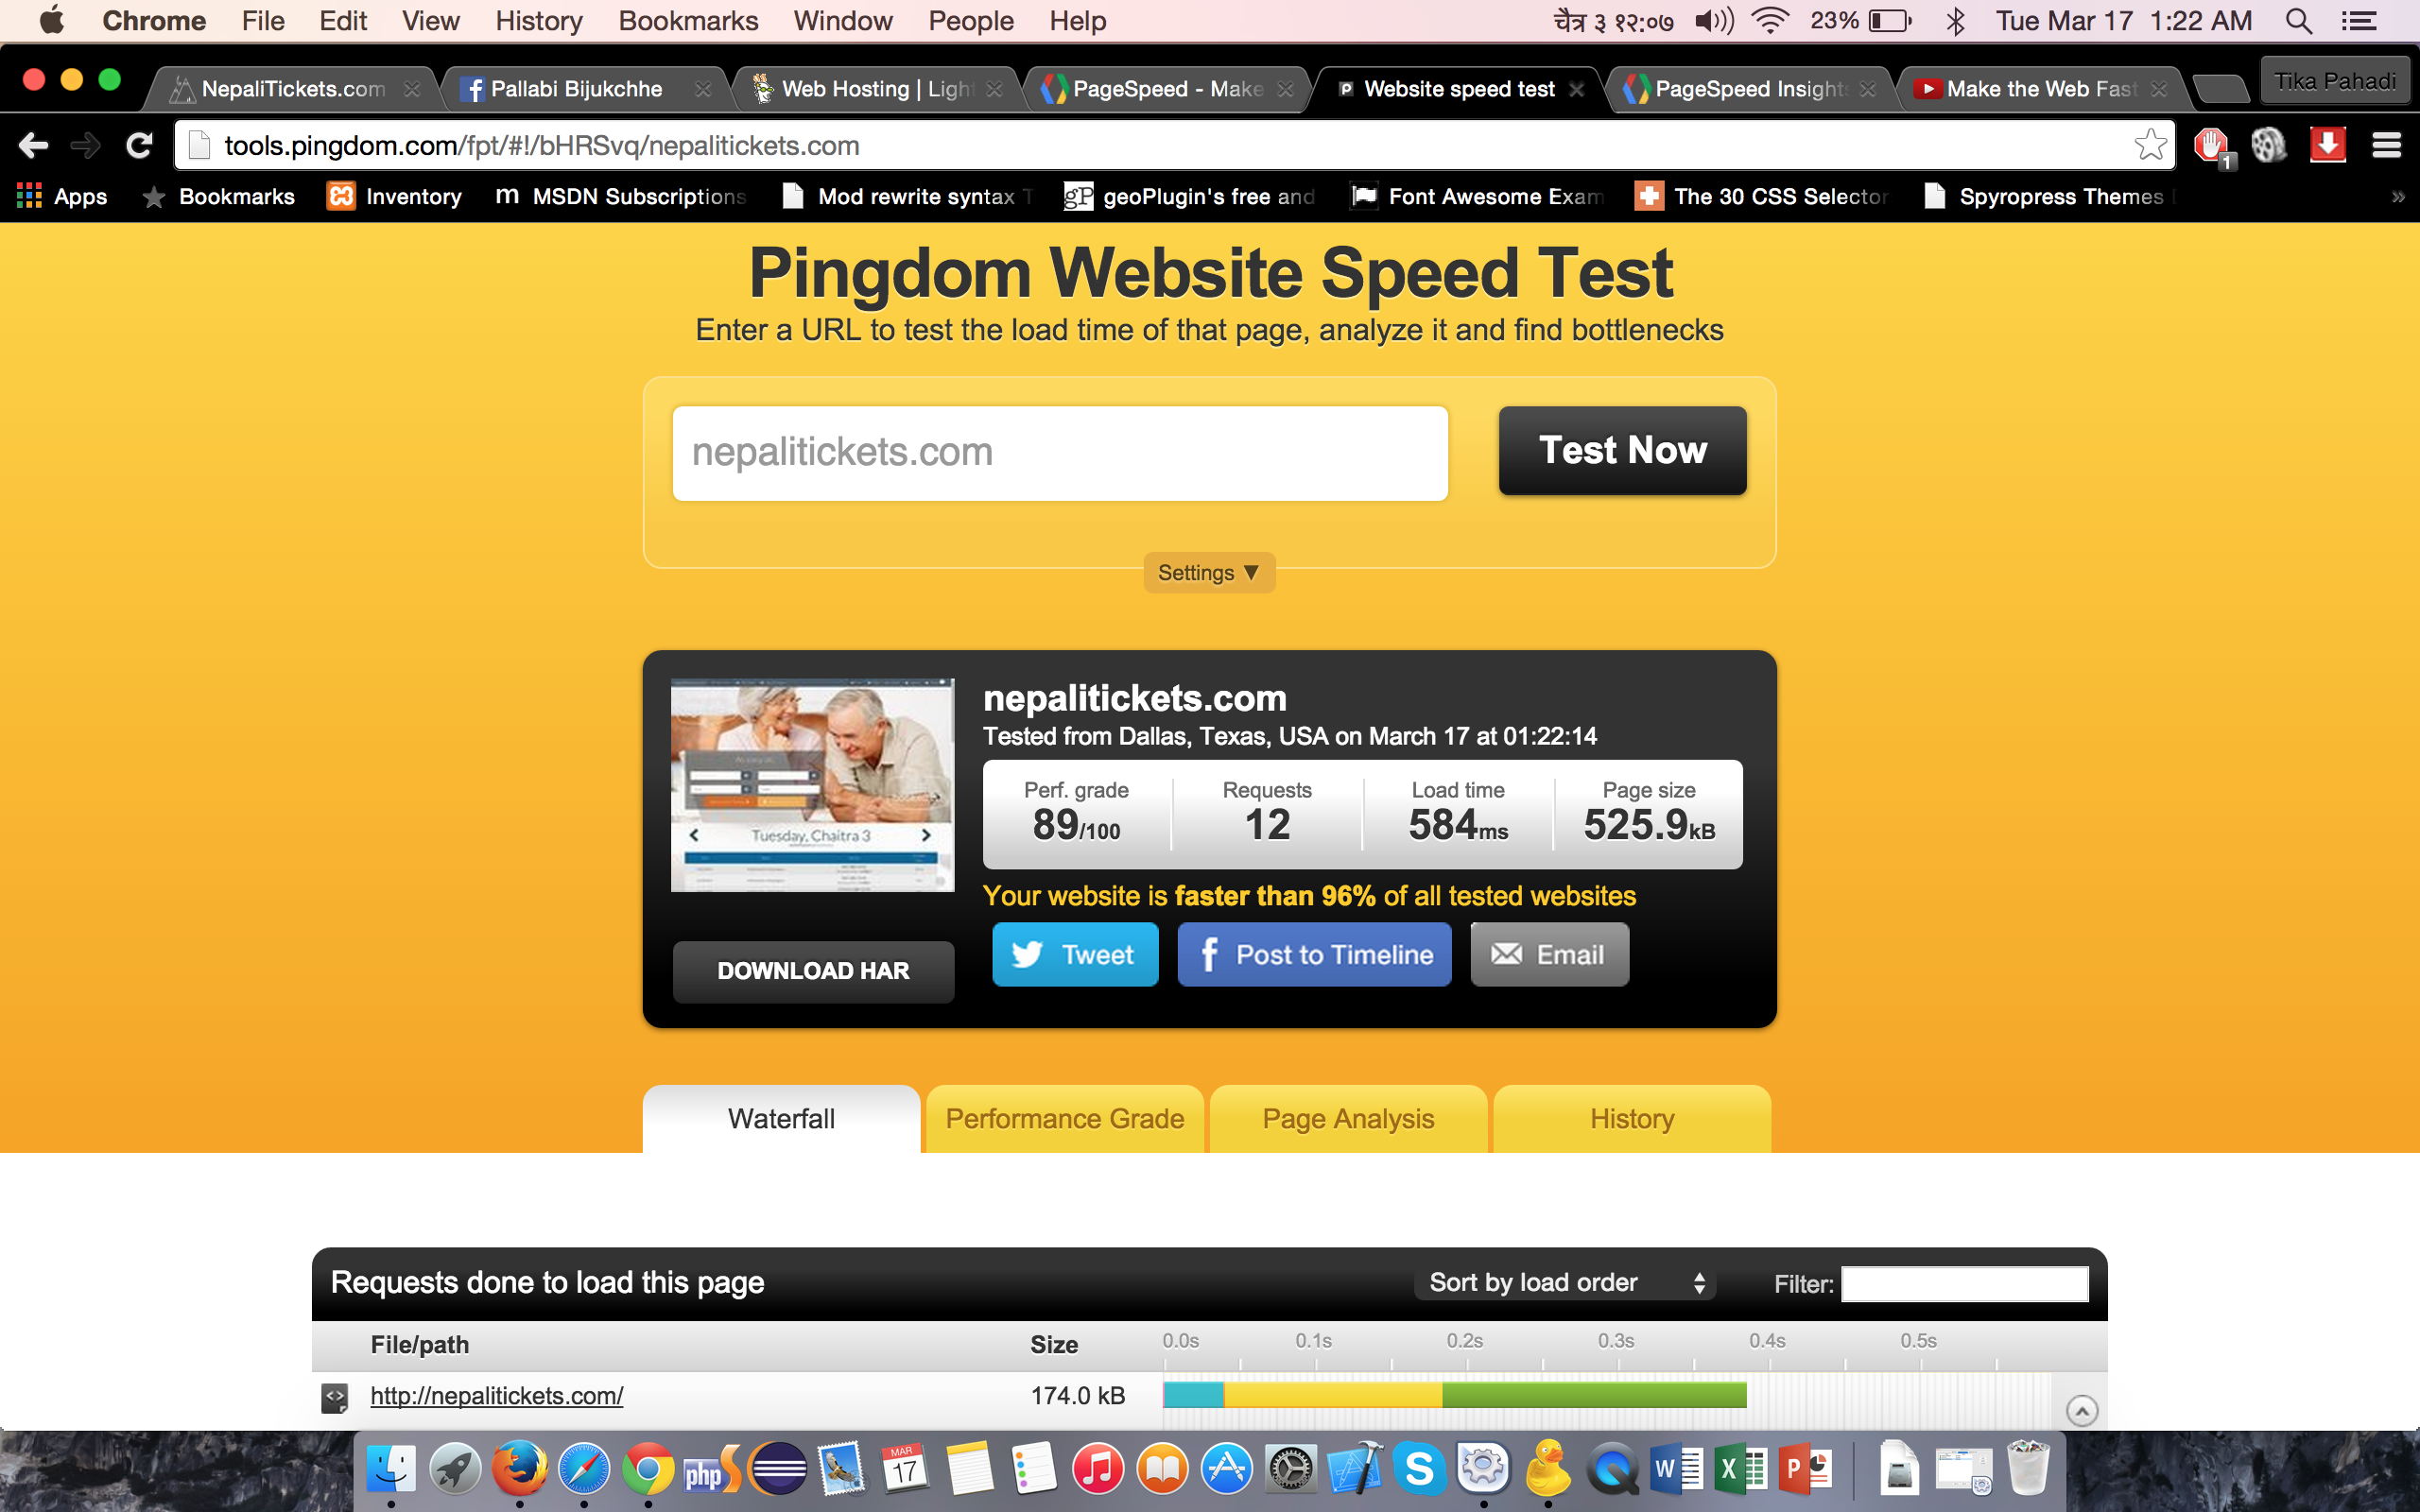 Chrome File Edit View History Bookmarks Window People Help चैत्र ३ १२:०७ 23% Tue Mar 17 1:22 AM
NepaliTickets.com Pallabi Bijukchhe Web Hosting | Ligh PageSpeed - Make Website speed test PageSpeed Insights Make the Web Fast Tika Pahadi
tools.pingdom.com/fpt/#!/bHRSvq/nepalitickets.com 1
Apps Bookmarks Inventory m MSDN Subscriptions Mod rewrite syntax T gP geoPlugin's free and Font Awesome Exam The 30 CSS Selector Spyropress Themes
Pingdom Website Speed Test
Enter a URL to test the load time of that page, analyze it and find bottlenecks
nepalitickets.com Test Now
Settings ▼
nepalitickets.com
Tested from Dallas, Texas, USA on March 17 at 01:22:14
Perf. grade Requests Load time Page size
89/100 12 584ms 525.9kB
Tuesday, Chaitra 3
Your website is faster than 96% of all tested websites
Tweet Post to Timeline Email
DOWNLOAD HAR
Waterfall Performance Grade Page Analysis History
Requests done to load this page Sort by load order Filter:
File/path Size 0.0s 0.1s 0.2s 0.3s 0.4s 0.5s
http://nepalitickets.com/ 174.0 kB
php MAR 17 S W X P